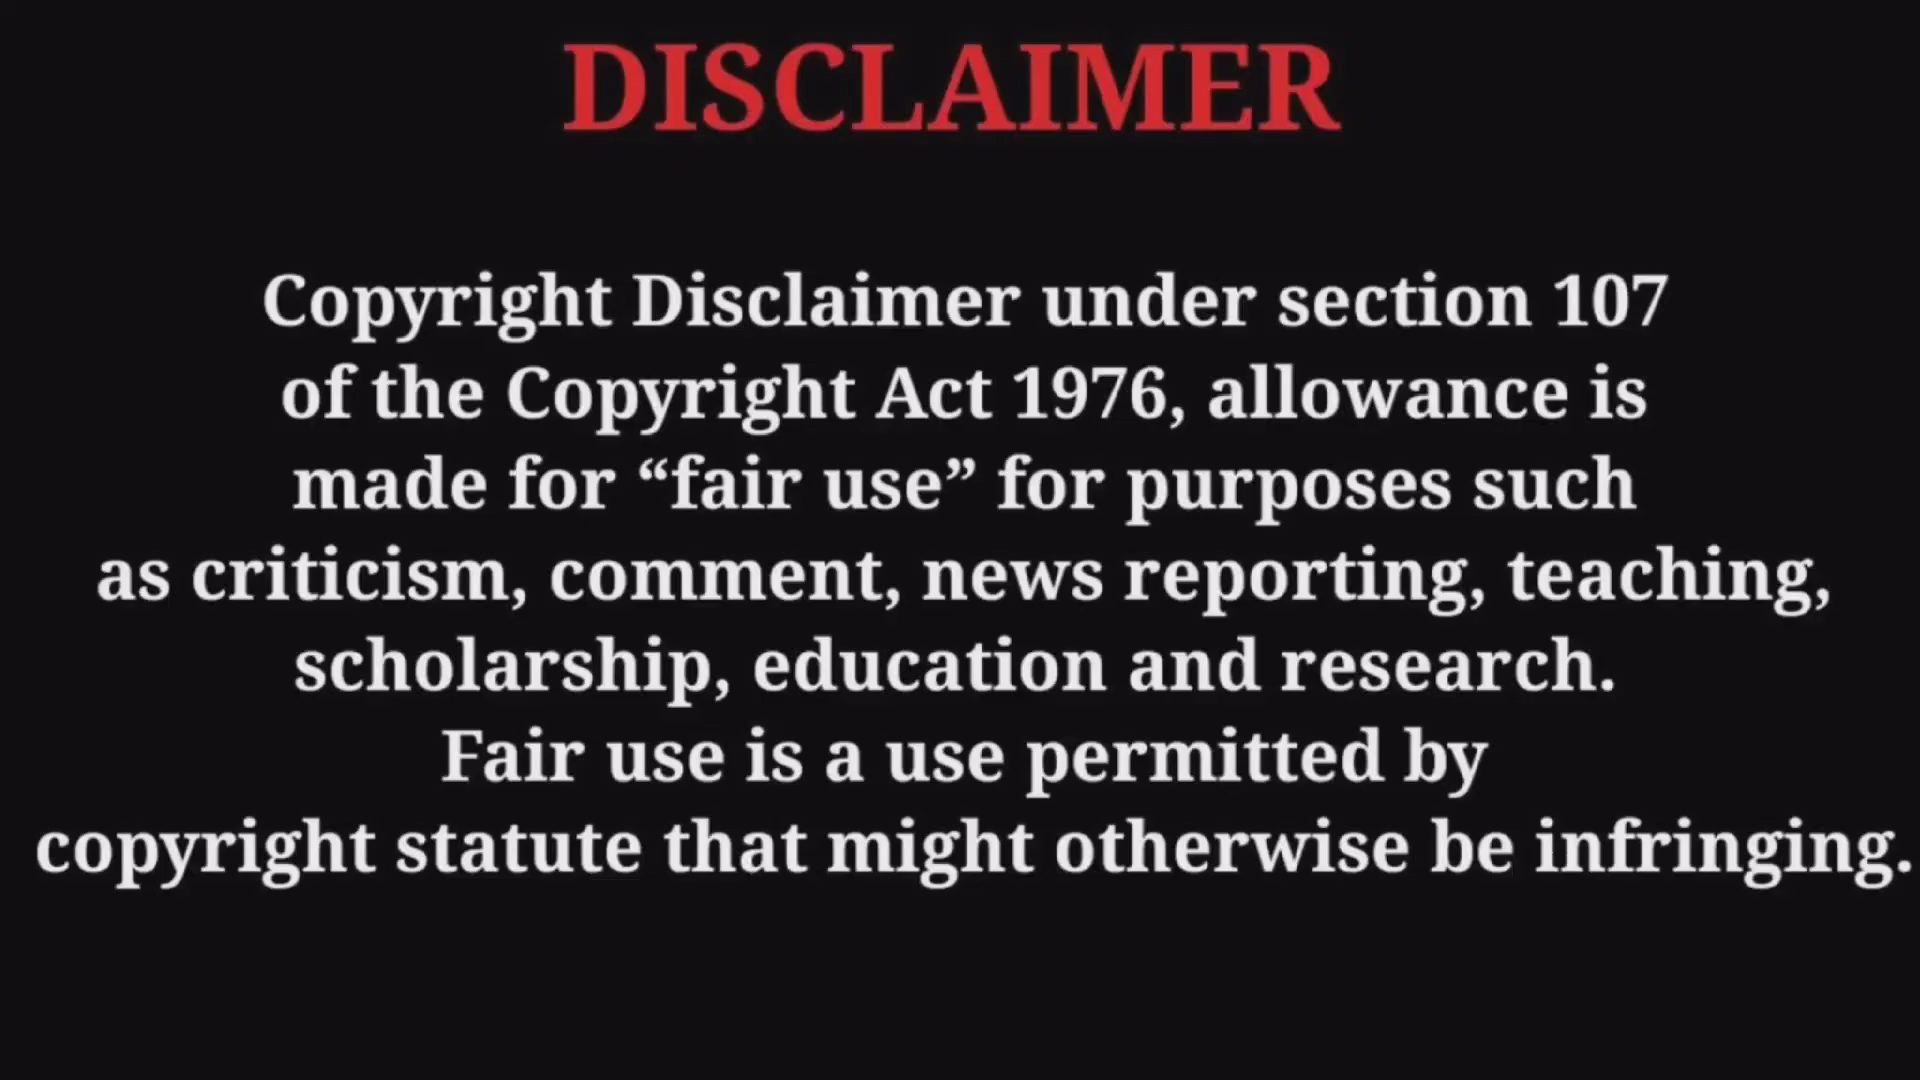 DISCLAIMER
Copyright Disclaimer under section 107
of the Copyright Act 1976, allowance is
made for “fair use” for purposes such
as criticism, comment, news reporting, teaching,
scholarship, education and research.
Fair use is a use permitted by
copyright statute that might otherwise be infringing.